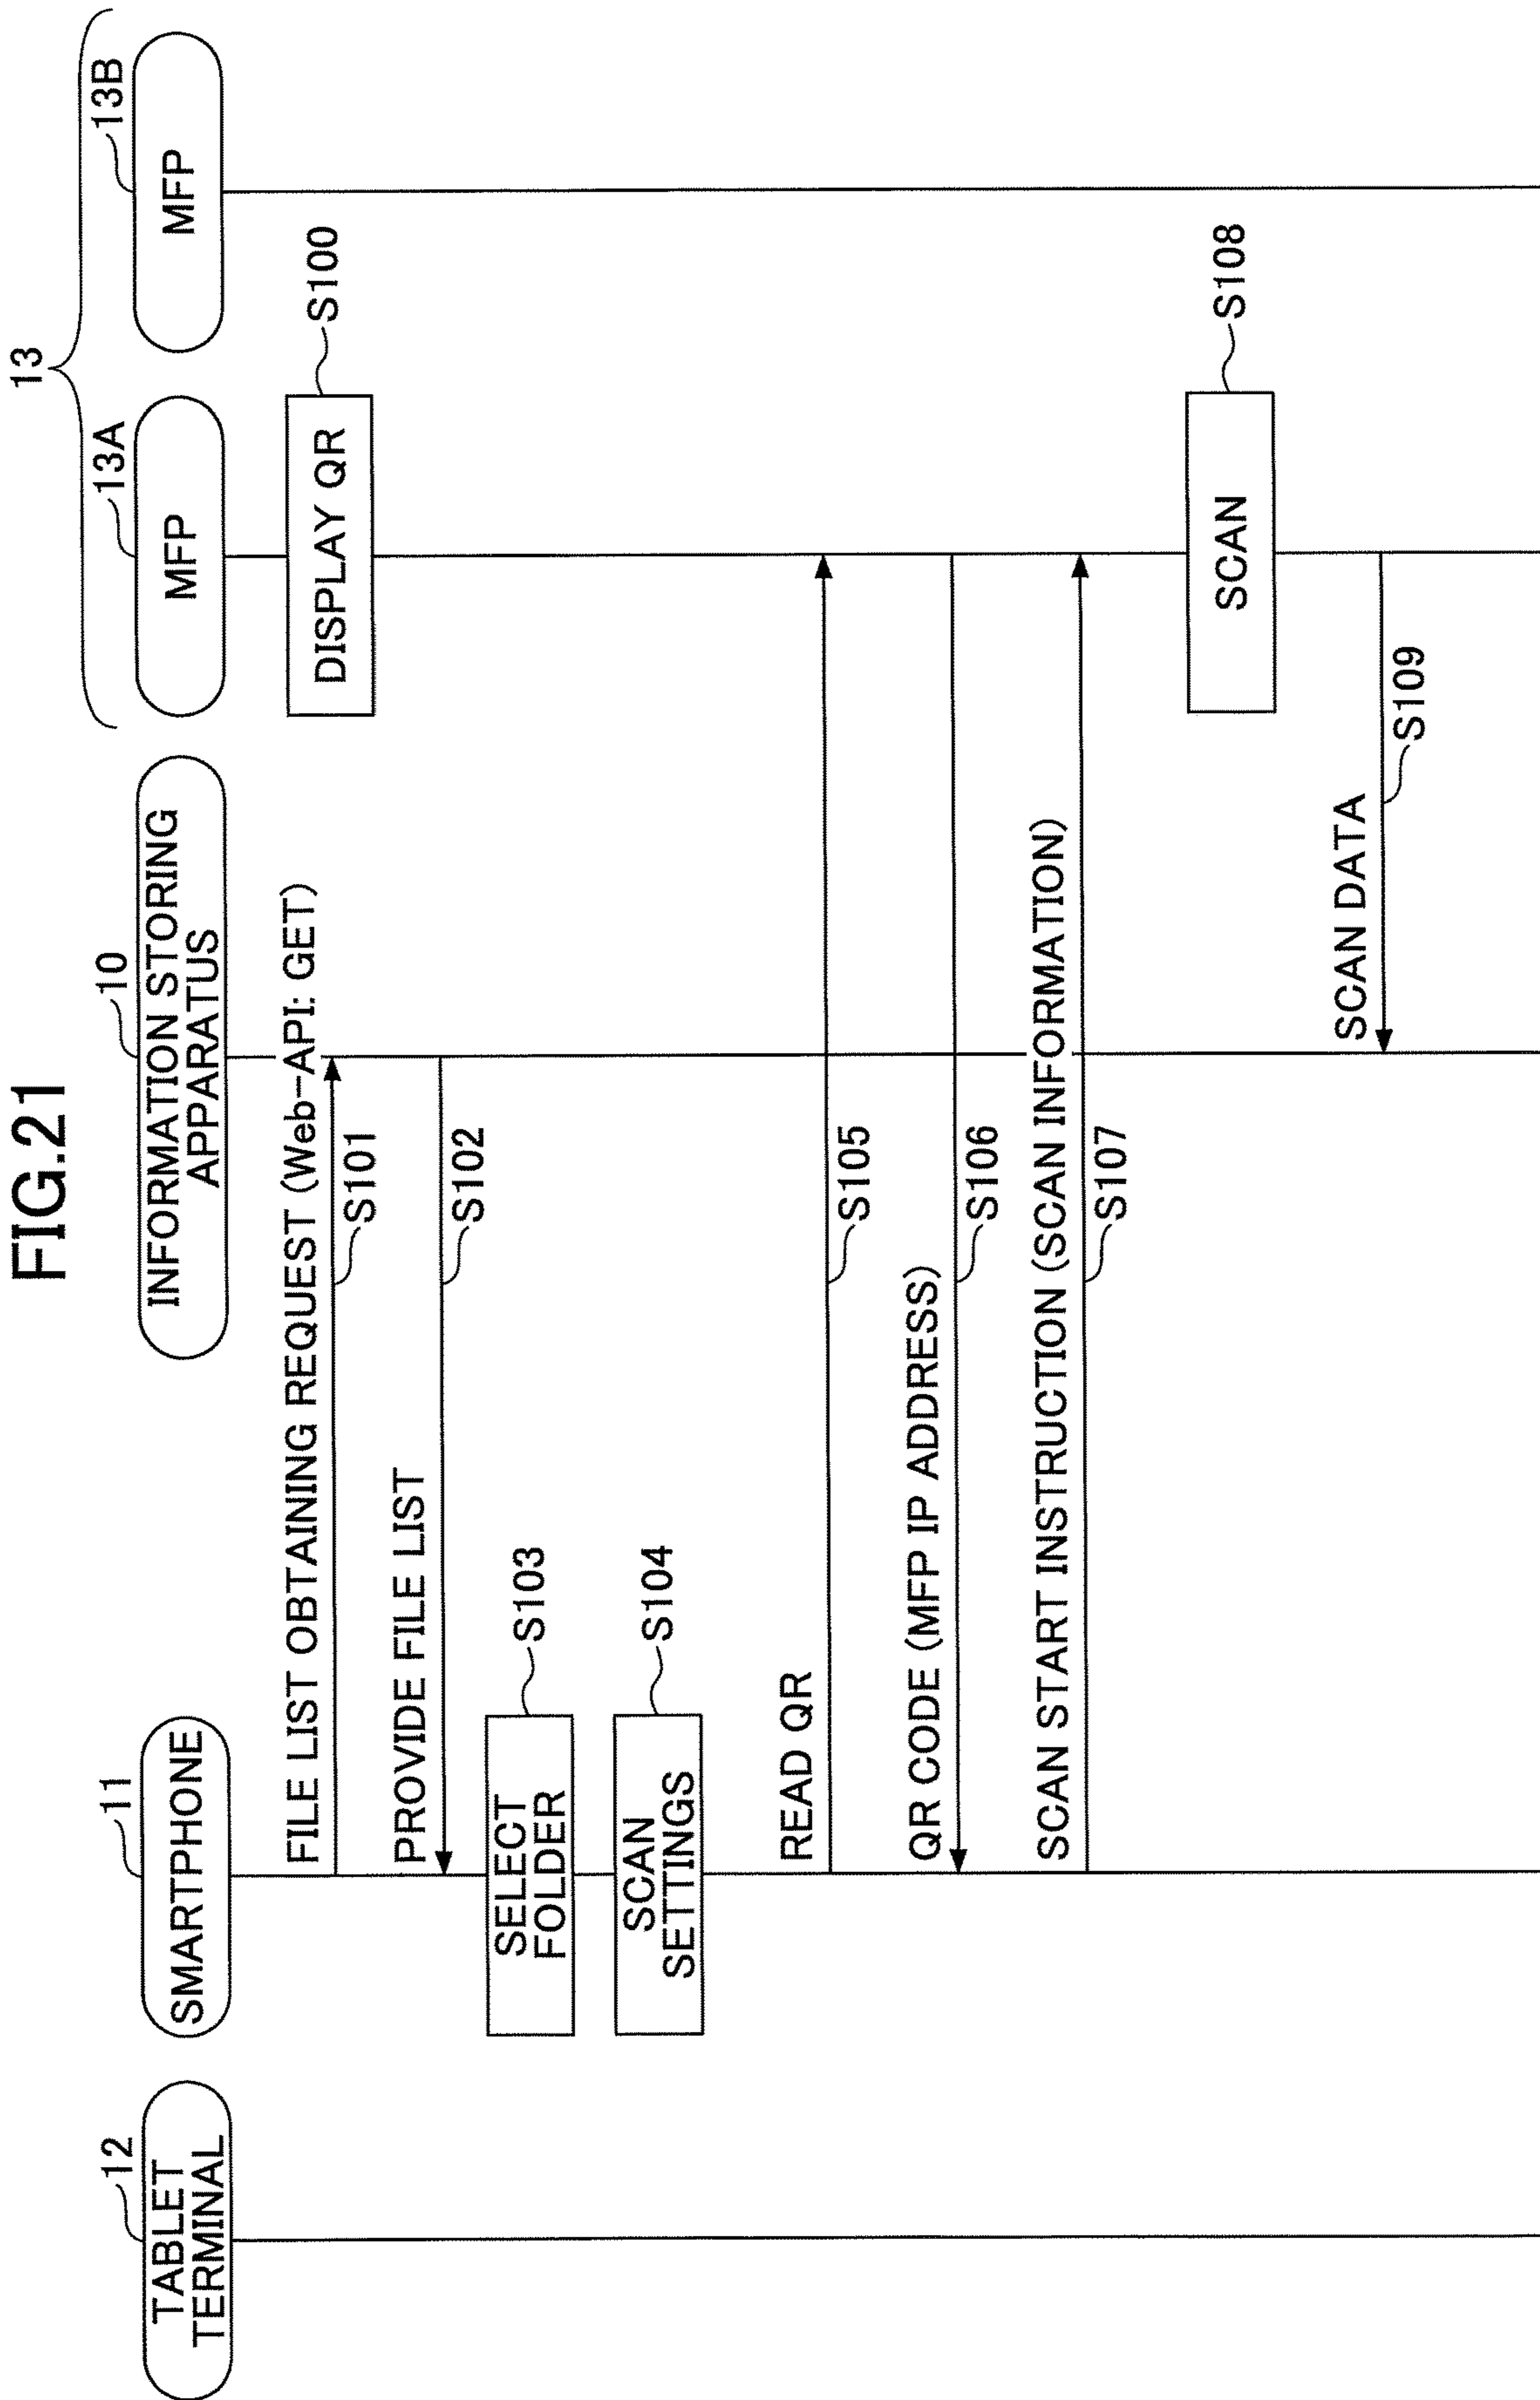 FIG.21
12
TABLET
TERMINAL
11
SMARTPHONE
10
INFORMATION STORING
APPARATUS
13
13A
MFP
13B
MFP
DISPLAY QR
S100
FILE LIST OBTAINING REQUEST (Web-API: GET)
S101
PROVIDE FILE LIST
S102
SELECT
FOLDER
S103
SCAN
SETTINGS
S104
READ QR
S105
QR CODE (MFP IP ADDRESS)
S106
SCAN START INSTRUCTION (SCAN INFORMATION)
S107
SCAN
S108
SCAN DATA
S109